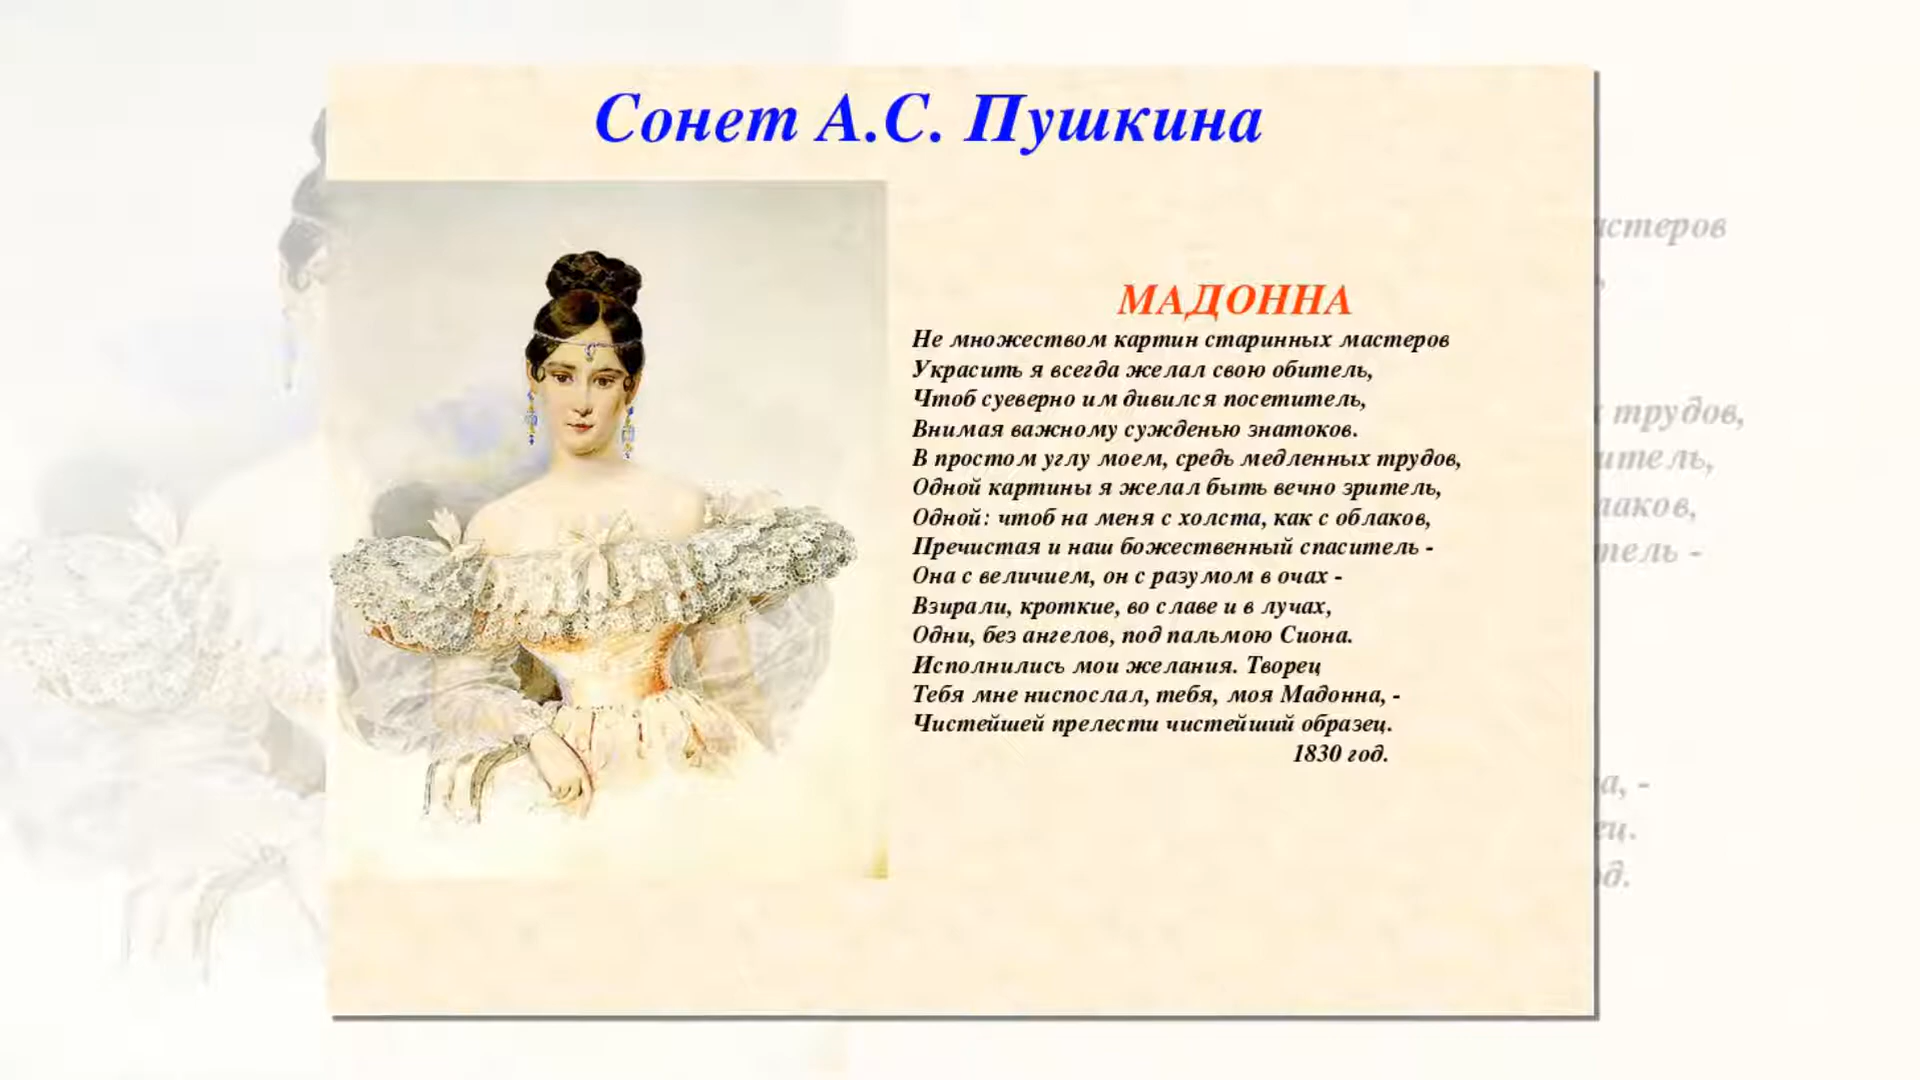 Сонет А.С. Пушкина
МАДОННА
Не множеством картин старинных мастеров
Украсить я всегда желал свою обитель,
Чтоб суеверно им дивился посетитель,
Внимая важному сужденью знатоков.
В простом углу моем, средь медленных трудов,
Одной картины я желал быть вечно зритель,
Одной: чтоб на меня с холста, как с облаков,
Пречистая и наш божественный спаситель -
Она с величием, он с разумом в очах -
Взирали, кроткие, во славе и в лучах,
Одни, без ангелов, под пальмою Сиона.
Исполнились мои желания. Творец
Тебя мне ниспослал, тебя, моя Мадонна, -
Чистейшей прелести чистейший образец.
1830 год.